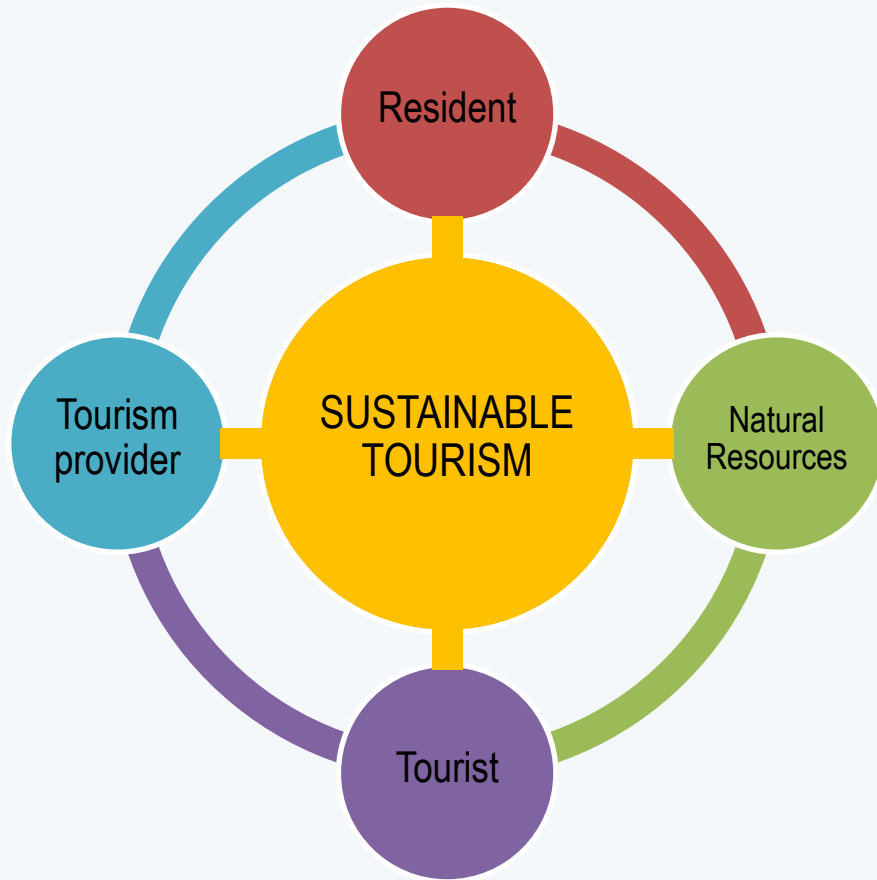 Resident
Tourism
provider
SUSTAINABLE
TOURISM
Natural
Resources
Tourist